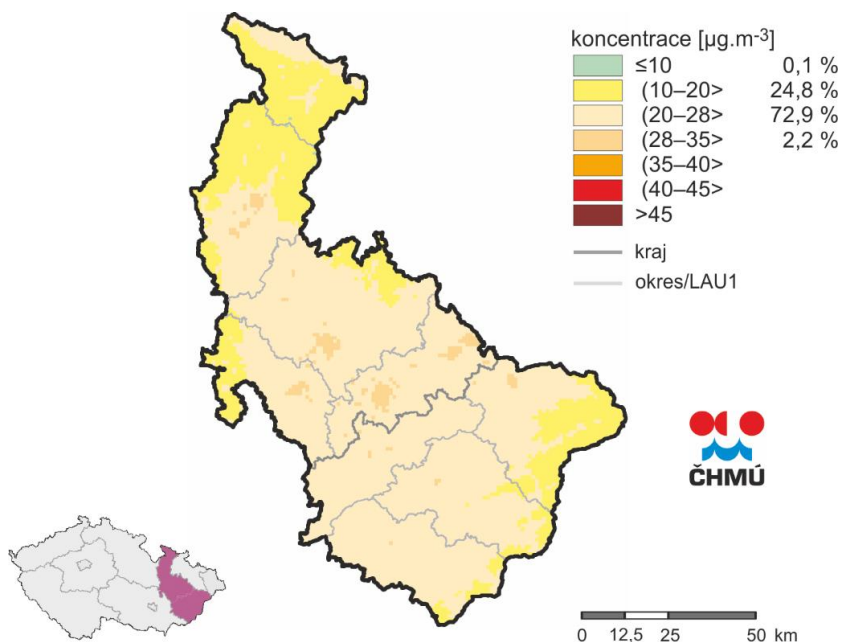 koncentrace [µg.m⁻³]
≤10 0,1 %
(10–20> 24,8 %
(20–28> 72,9 %
(28–35> 2,2 %
(35–40>
(40–45>
>45
kraj
okres/LAU1
ČHMÚ
0 12,5 25 50 km